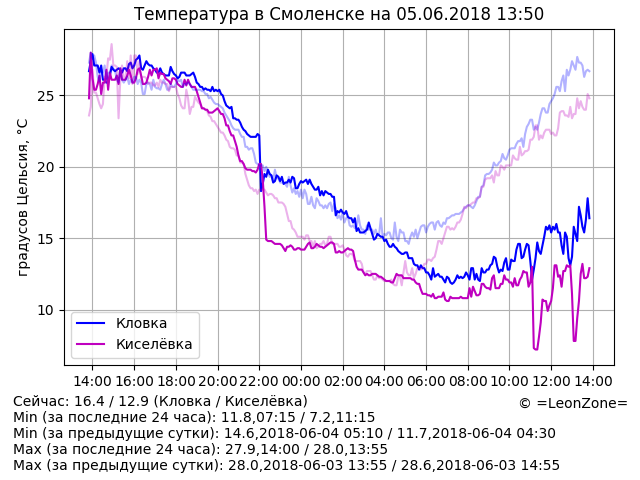 Температура в Смоленске на 05.06.2018 13:50
градусов Цельсия, °C
25
20
15
10
Кловка
Киселёвка
14:00 16:00 18:00 20:00 22:00 00:00 02:00 04:00 06:00 08:00 10:00 12:00 14:00
Сейчас: 16.4 / 12.9 (Кловка / Киселёвка)
© =LeonZone=
Min (за последние 24 часа): 11.8,07:15 / 7.2,11:15
Min (за предыдущие сутки): 14.6,2018-06-04 05:10 / 11.7,2018-06-04 04:30
Max (за последние 24 часа): 27.9,14:00 / 28.0,13:55
Max (за предыдущие сутки): 28.0,2018-06-03 13:55 / 28.6,2018-06-03 14:55